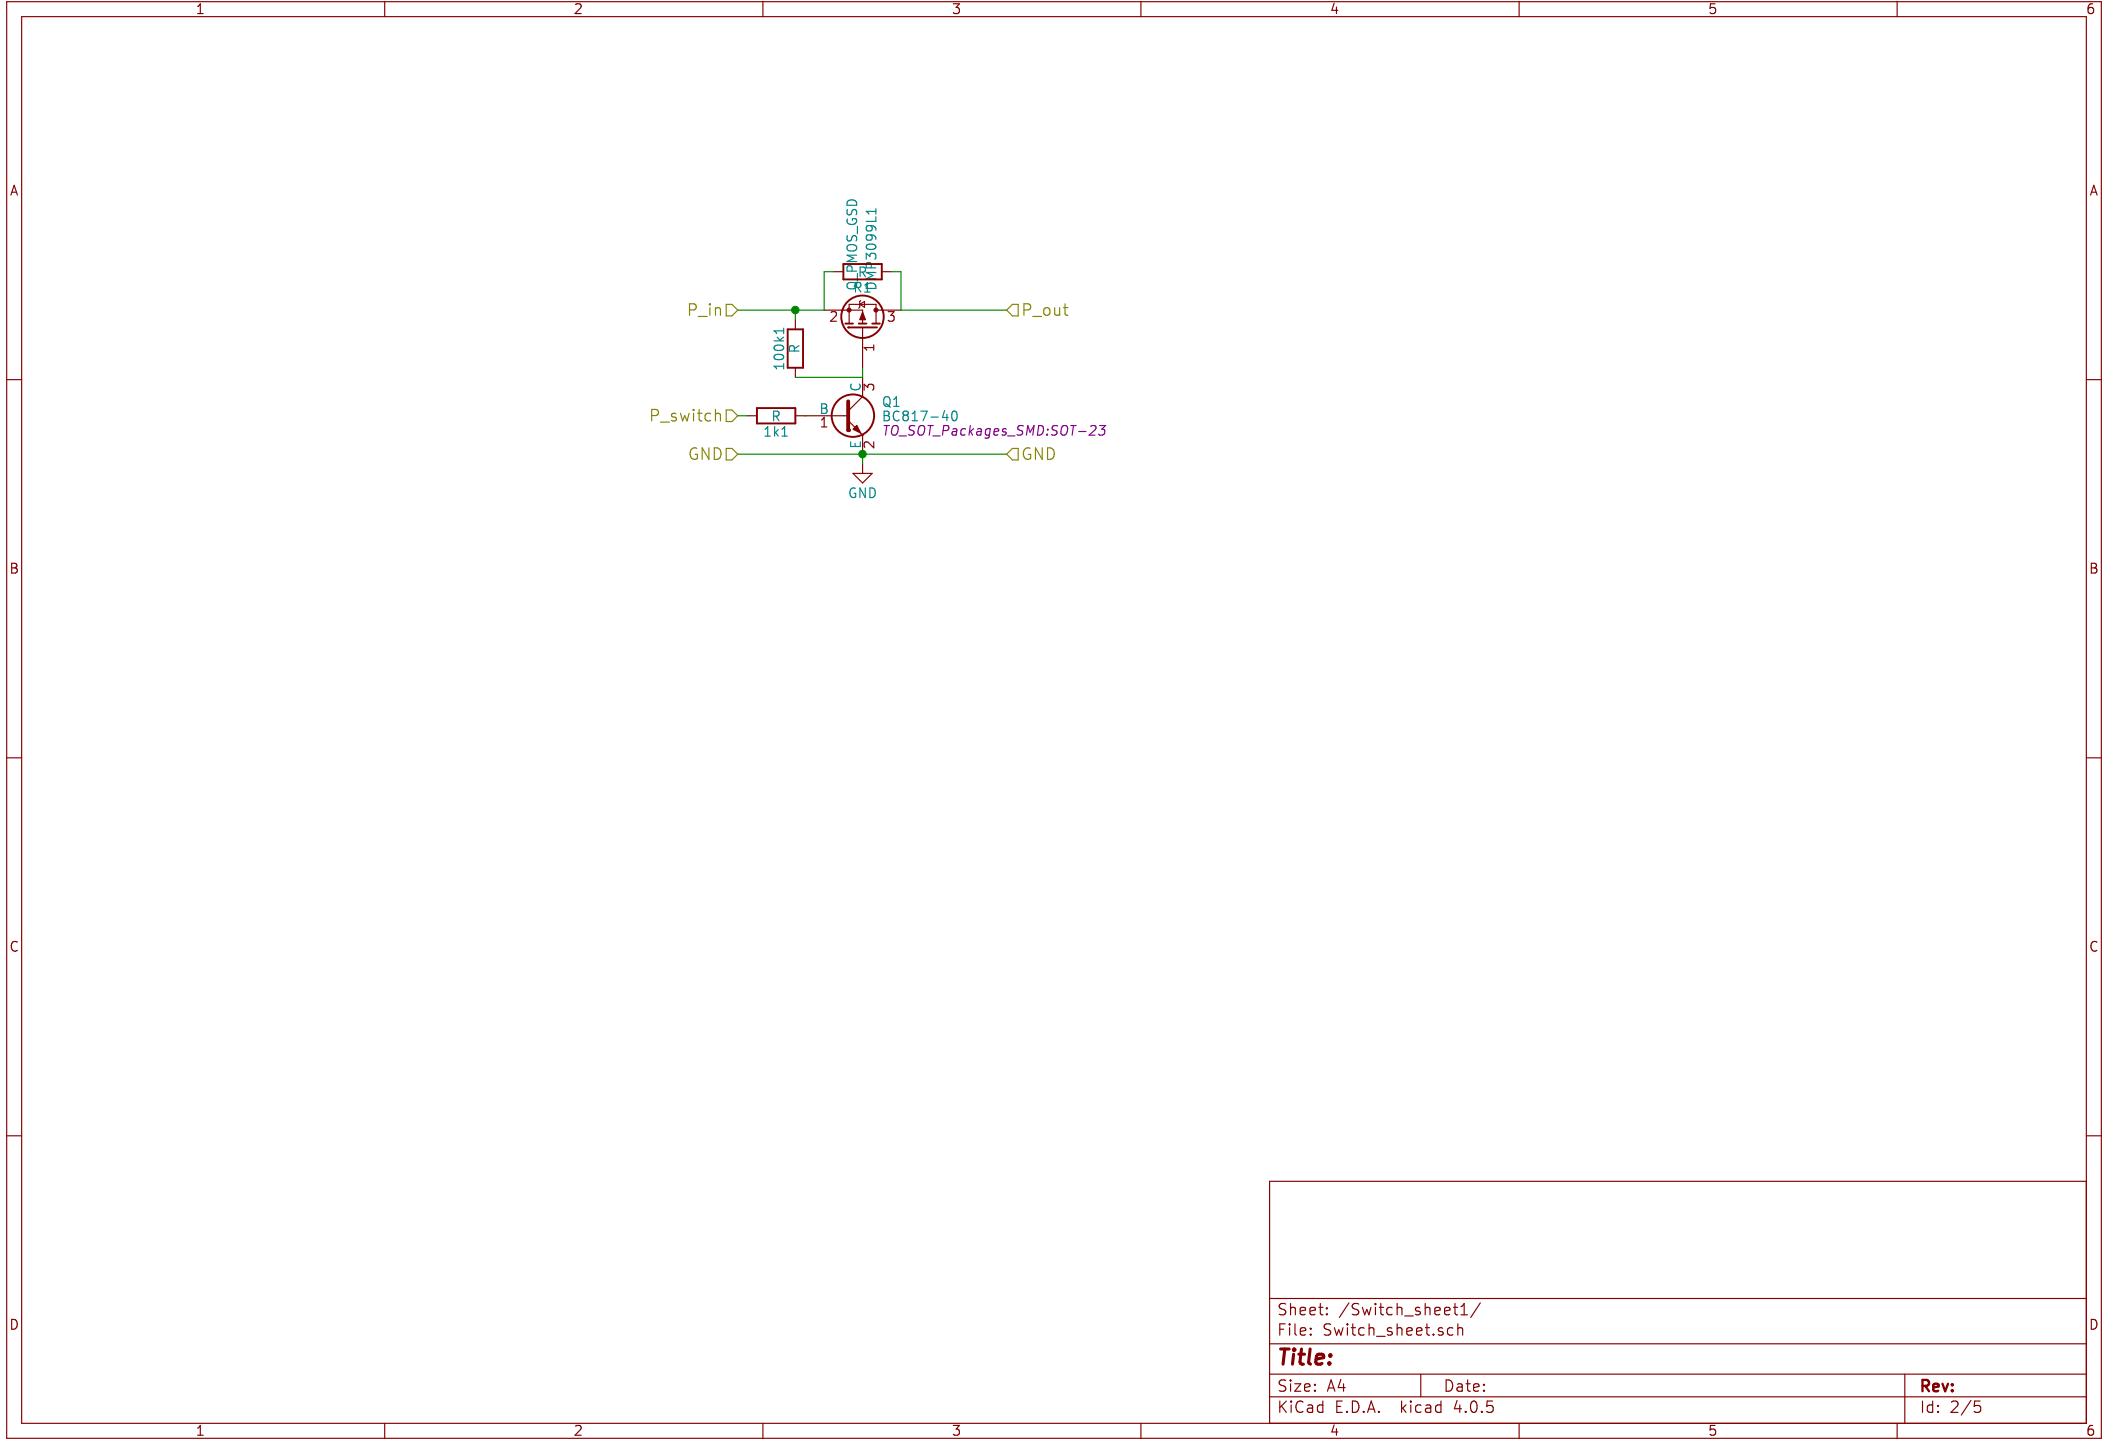 1 2 3 4 5 6
A A
Q_PMOS_GSD
DMP3099L1
R
R1
P_in
2
3
P_out
1
100k1
R
C
3
Q1
BC817-40
TO_SOT_Packages_SMD:SOT-23
P_switch
R
1k1
B
1
E
2
GND
GND
GND
B B
C C
D D
Sheet: /Switch_sheet1/
File: Switch_sheet.sch
Title:
Size: A4 Date: Rev:
KiCad E.D.A. kicad 4.0.5 Id: 2/5
1 2 3 4 5 6